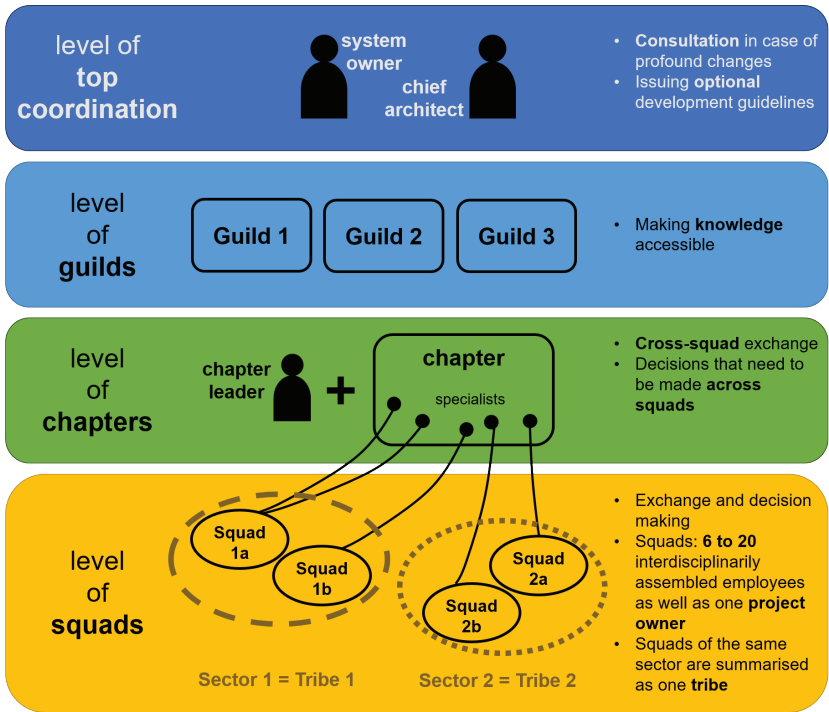 level of
top
coordination
system
owner
chief
architect
• Consultation in case of
profound changes
• Issuing optional
development guidelines
level
of
guilds
Guild 1
Guild 2
Guild 3
• Making knowledge
accessible
level
of
chapters
chapter
leader
+
chapter
specialists
• Cross-squad exchange
• Decisions that need to
be made across
squads
level
of
squads
Squad
1a
Squad
1b
Squad
2a
Squad
2b
Sector 1 = Tribe 1
Sector 2 = Tribe 2
• Exchange and decision
making
• Squads: 6 to 20
interdisciplinarily
assembled employees
as well as one project
owner
• Squads of the same
sector are summarised
as one tribe